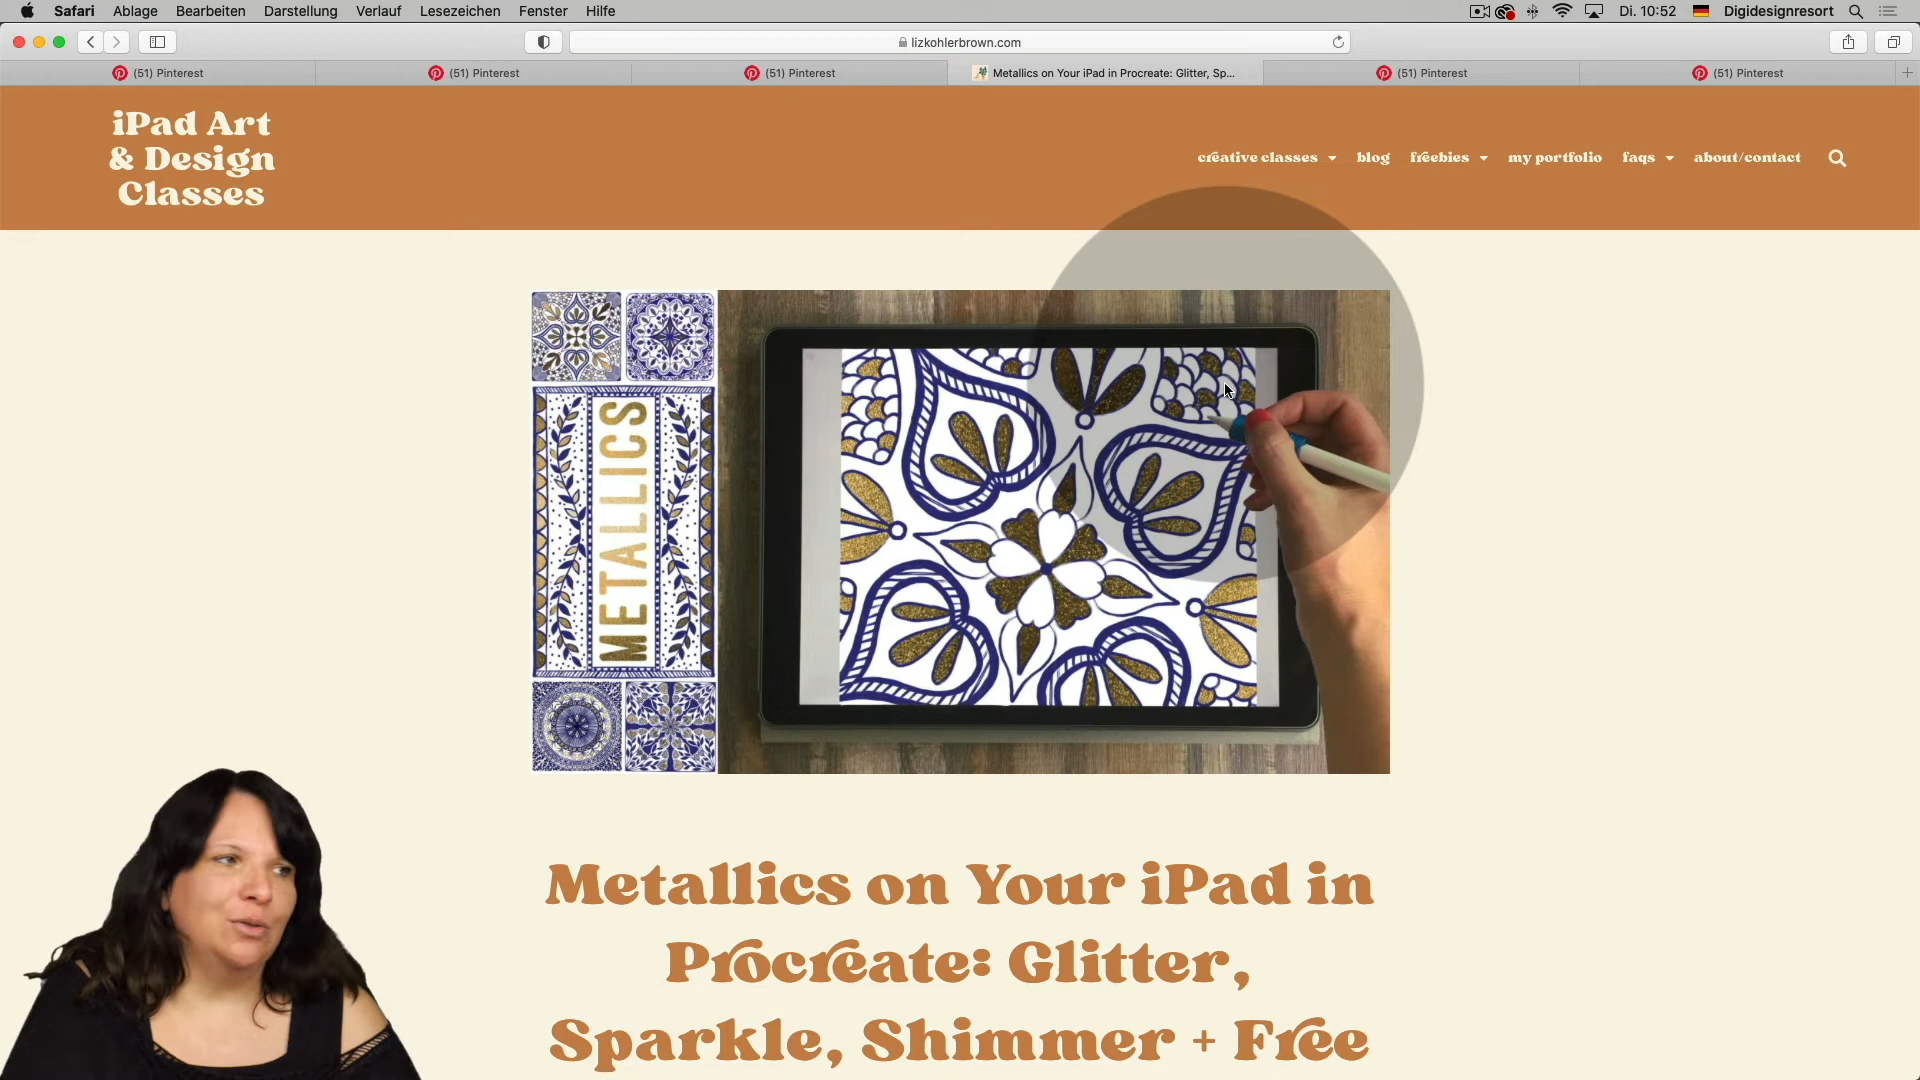 Safari Ablage Bearbeiten Darstellung Verlauf Lesezeichen Fenster Hilfe Di. 10:52 Digidesignresort
lizkohlerbrown.com
(51) Pinterest (51) Pinterest (51) Pinterest Metallics on Your iPad in Procreate: Glitter, Sp... (51) Pinterest (51) Pinterest
iPad Art
& Design
Classes
creative classes blog freebies my portfolio faqs about/contact
METALLICS
Metallics on Your iPad in
Procreate: Glitter,
Sparkle, Shimmer + Free